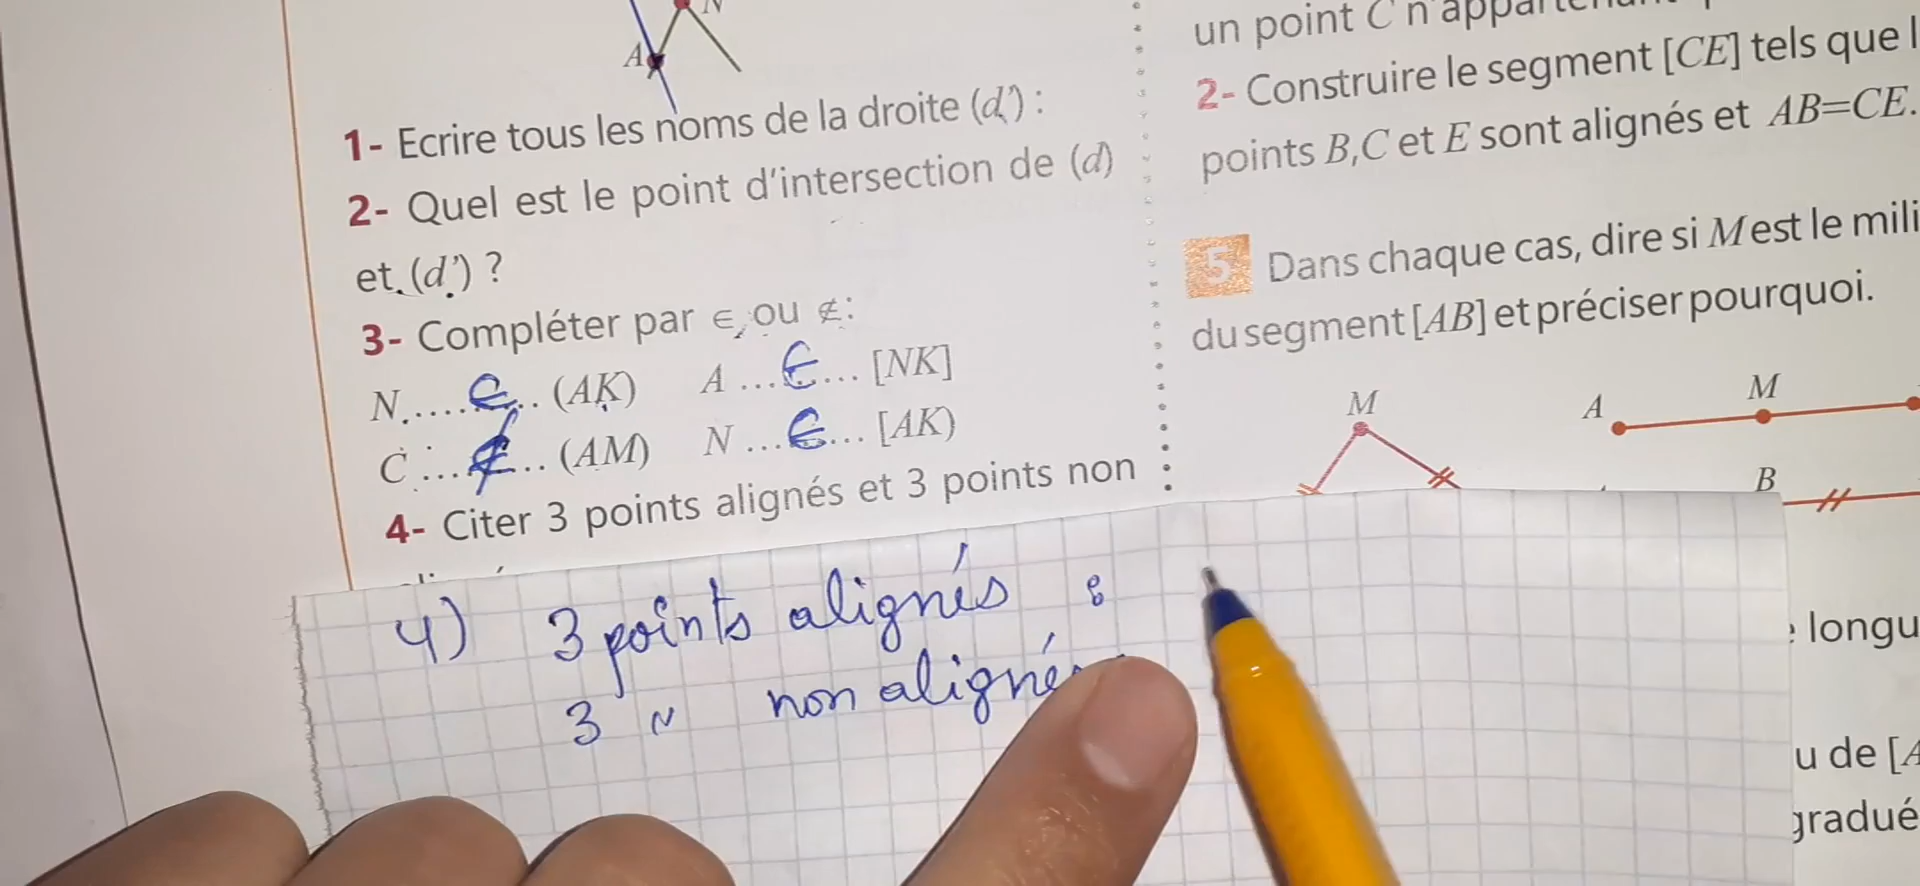 N
A
1- Ecrire tous les noms de la droite (d') :
2- Quel est le point d'intersection de (d)
et (d') ?
3- Compléter par ∈ ou ∉:
N.....∈.. (AK) A ...∈... [NK]
C ....∉.. (AM) N ...∈... [AK)
4- Citer 3 points alignés et 3 points non
4) 3 points alignés :
3 〃 non alignés
un point C n'appartenant
2- Construire le segment [CE] tels que l
points B,C et E sont alignés et AB=CE.
5 Dans chaque cas, dire si M est le mili
du segment [AB] et préciser pourquoi.
M
A M
B
longu
u de [A
gradué